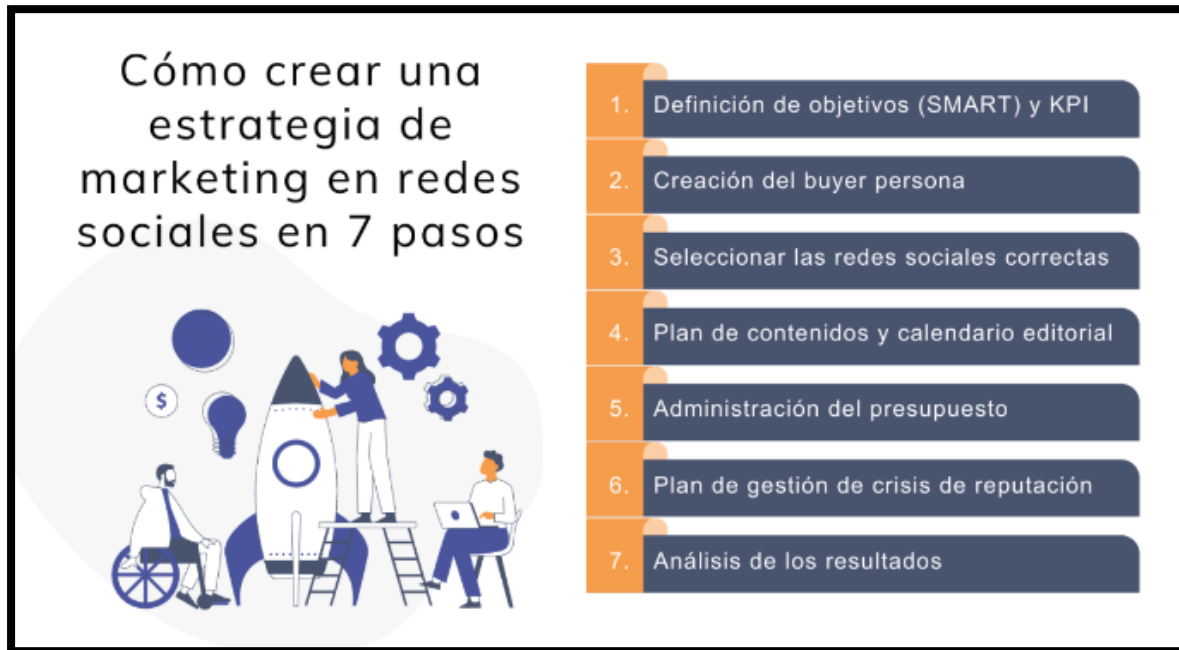 Cómo crear una
estrategia de
marketing en redes
sociales en 7 pasos
1. Definición de objetivos (SMART) y KPI
2. Creación del buyer persona
3. Seleccionar las redes sociales correctas
4. Plan de contenidos y calendario editorial
5. Administración del presupuesto
6. Plan de gestión de crisis de reputación
7. Análisis de los resultados
$